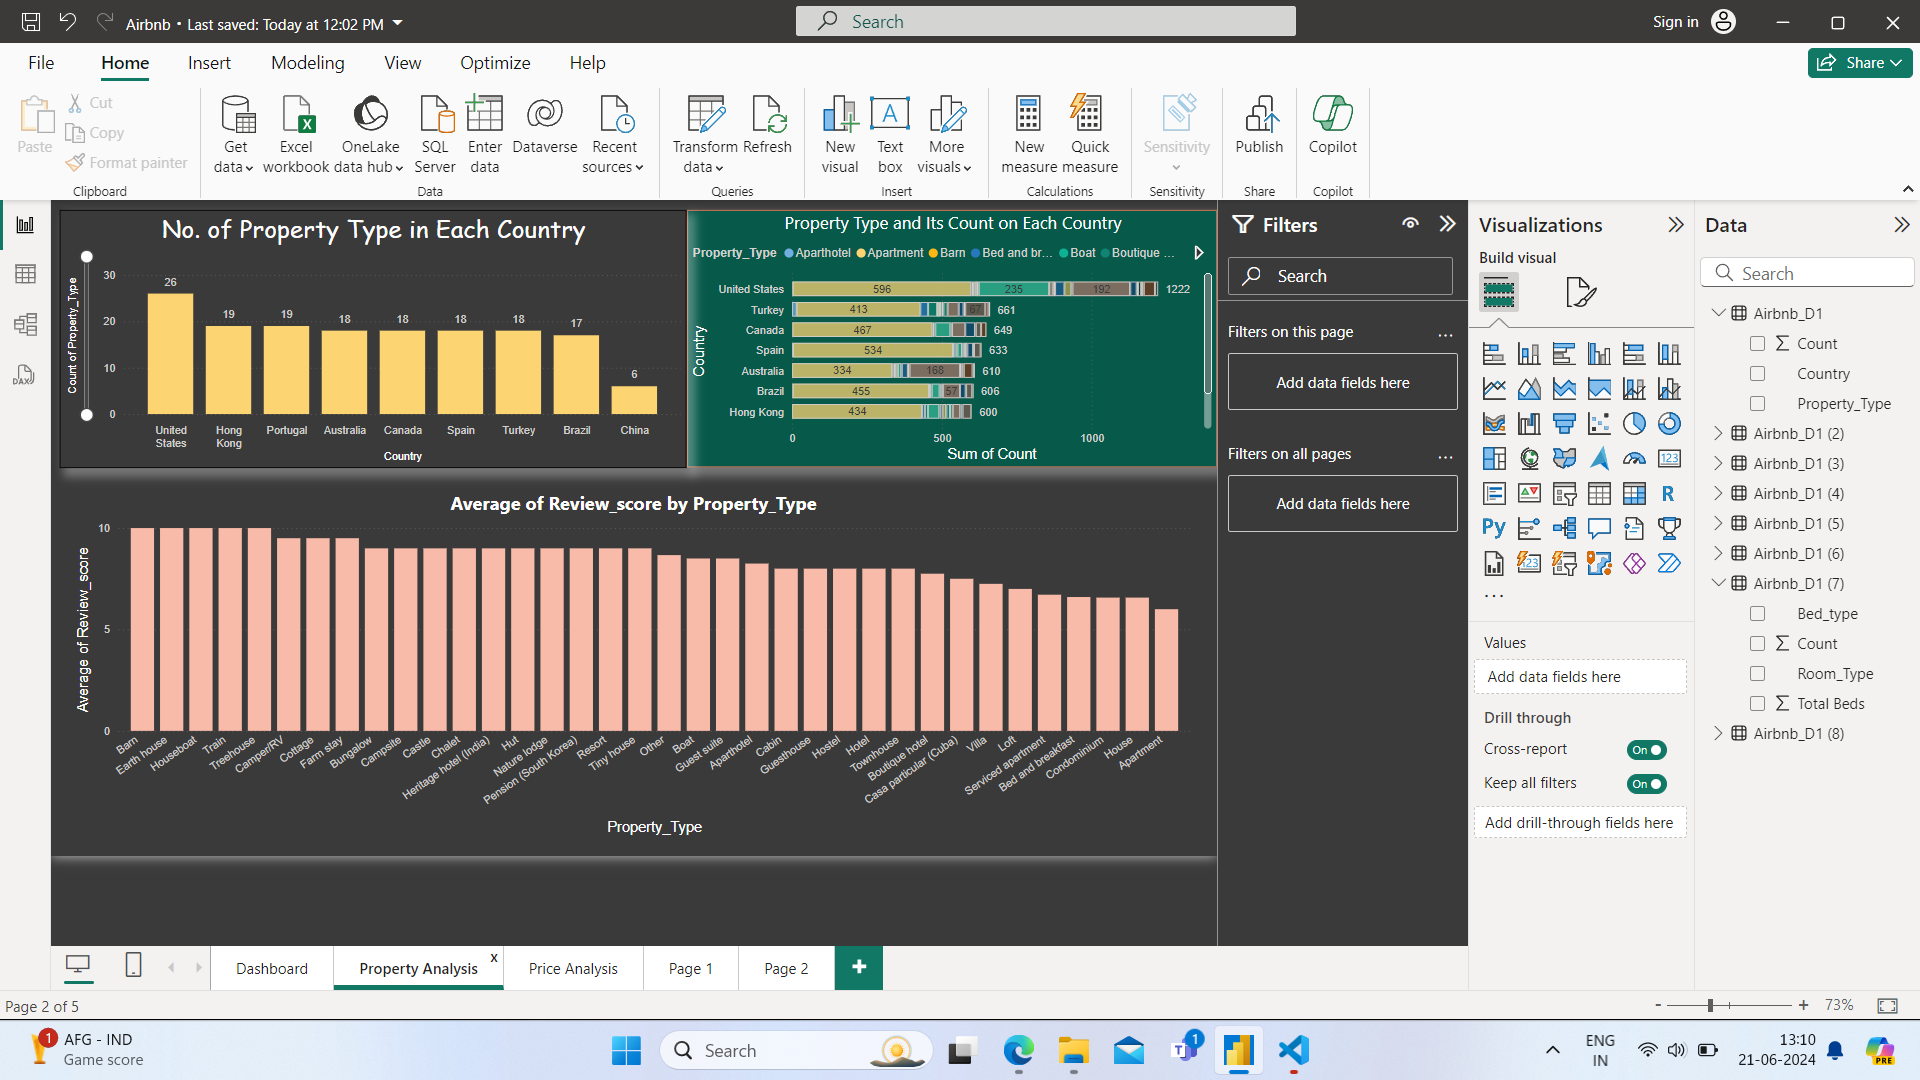 Airbnb • Last saved: Today at 12:02 PM
Search
Sign in
File
Home
Insert
Modeling
View
Optimize
Help
Share
Paste
Cut
Copy
Format painter
Clipboard
Get data
Excel workbook
OneLake data hub
SQL Server
Enter data
Dataverse
Recent sources
Data
Transform data
Refresh
Queries
New visual
Text box
More visuals
Insert
New measure
Quick measure
Calculations
Sensitivity
Sensitivity
Publish
Share
Copilot
Copilot
DAX
No. of Property Type in Each Country
Count of Property_Type
30
20
10
0
26
19
19
18
18
18
18
17
6
United States
Hong Kong
Portugal
Australia
Canada
Spain
Turkey
Brazil
China
Country
Property Type and Its Count on Each Country
Property_Type
Aparthotel
Apartment
Barn
Bed and br...
Boat
Boutique ...
Country
United States 596 235 192 1222
Turkey 413 67 661
Canada 467 649
Spain 534 633
Australia 334 168 610
Brazil 455 57 606
Hong Kong 434 600
0
500
1000
Sum of Count
Average of Review_score by Property_Type
Average of Review_score
10
5
0
Barn
Earth house
Houseboat
Train
Treehouse
Camper/RV
Cottage
Farm stay
Bungalow
Campsite
Castle
Chalet
Heritage hotel (India)
Hut
Nature lodge
Pension (South Korea)
Resort
Tiny house
Other
Boat
Guest suite
Aparthotel
Cabin
Guesthouse
Hostel
Hotel
Townhouse
Boutique hotel
Casa particular (Cuba)
Villa
Loft
Serviced apartment
Bed and breakfast
Condominium
House
Apartment
Property_Type
Filters
Search
Filters on this page
...
Add data fields here
Filters on all pages
...
Add data fields here
Visualizations
Build visual
123
R
Py
123
...
Values
Add data fields here
Drill through
Cross-report
On
Keep all filters
On
Add drill-through fields here
Data
Search
Airbnb_D1
Count
Country
Property_Type
Airbnb_D1 (2)
Airbnb_D1 (3)
Airbnb_D1 (4)
Airbnb_D1 (5)
Airbnb_D1 (6)
Airbnb_D1 (7)
Bed_type
Count
Room_Type
Total Beds
Airbnb_D1 (8)
Dashboard
Property Analysis
x
Price Analysis
Page 1
Page 2
+
Page 2 of 5
-
+
73%
1
AFG - IND
Game score
Search
1
ENG
IN
13:10
21-06-2024
PRE